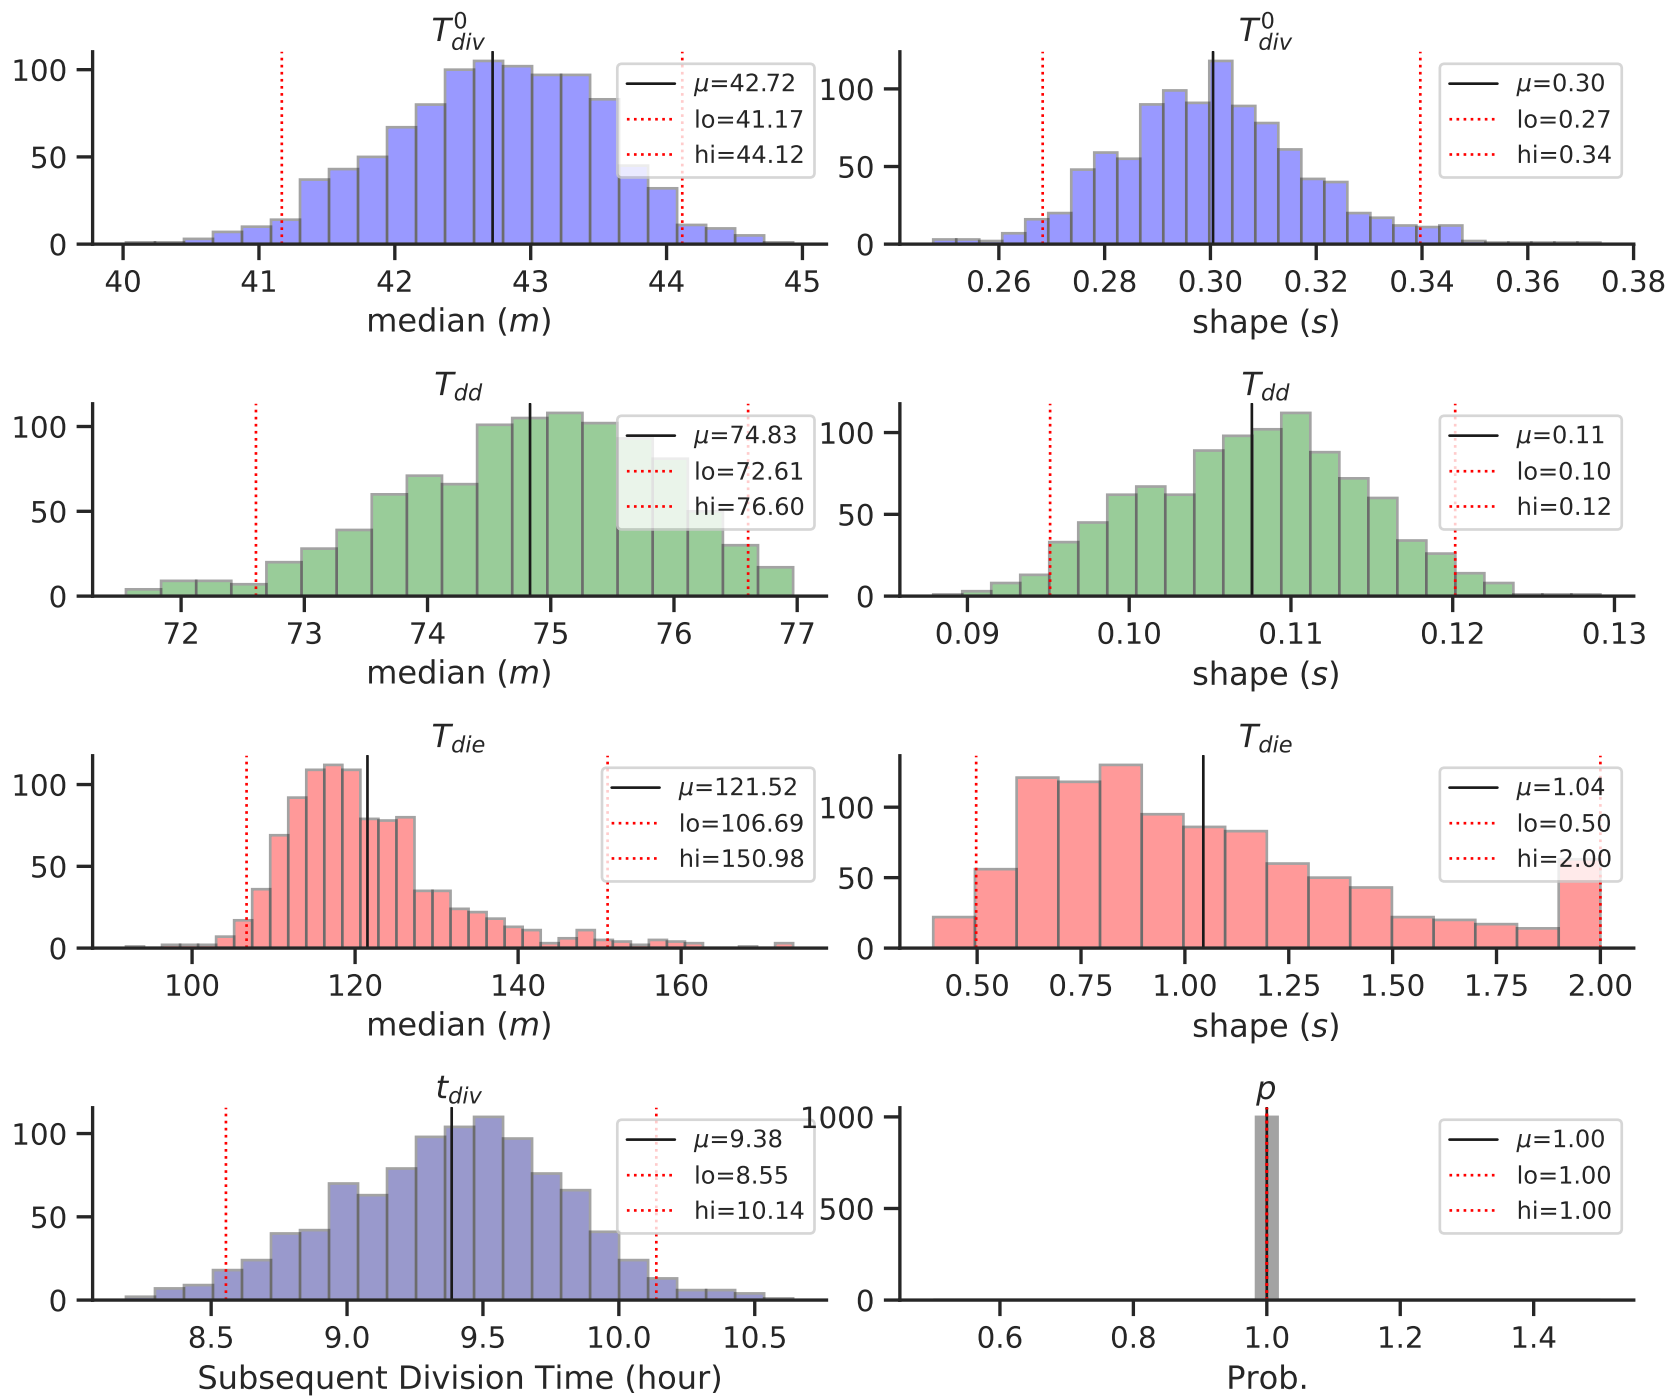 T⁰div
100
50
0
μ=42.72
lo=41.17
hi=44.12
40 41 42 43 44 45
median (m)
T⁰div
100
50
0
μ=0.30
lo=0.27
hi=0.34
0.26 0.28 0.30 0.32 0.34 0.36 0.38
shape (s)
Tdd
100
50
0
μ=74.83
lo=72.61
hi=76.60
72 73 74 75 76 77
median (m)
Tdd
100
50
0
μ=0.11
lo=0.10
hi=0.12
0.09 0.10 0.11 0.12 0.13
shape (s)
Tdie
100
50
0
μ=121.52
lo=106.69
hi=150.98
100 120 140 160
median (m)
Tdie
100
50
0
μ=1.04
lo=0.50
hi=2.00
0.50 0.75 1.00 1.25 1.50 1.75 2.00
shape (s)
tdiv
100
50
0
μ=9.38
lo=8.55
hi=10.14
8.5 9.0 9.5 10.0 10.5
Subsequent Division Time (hour)
p
1000
500
0
μ=1.00
lo=1.00
hi=1.00
0.6 0.8 1.0 1.2 1.4
Prob.